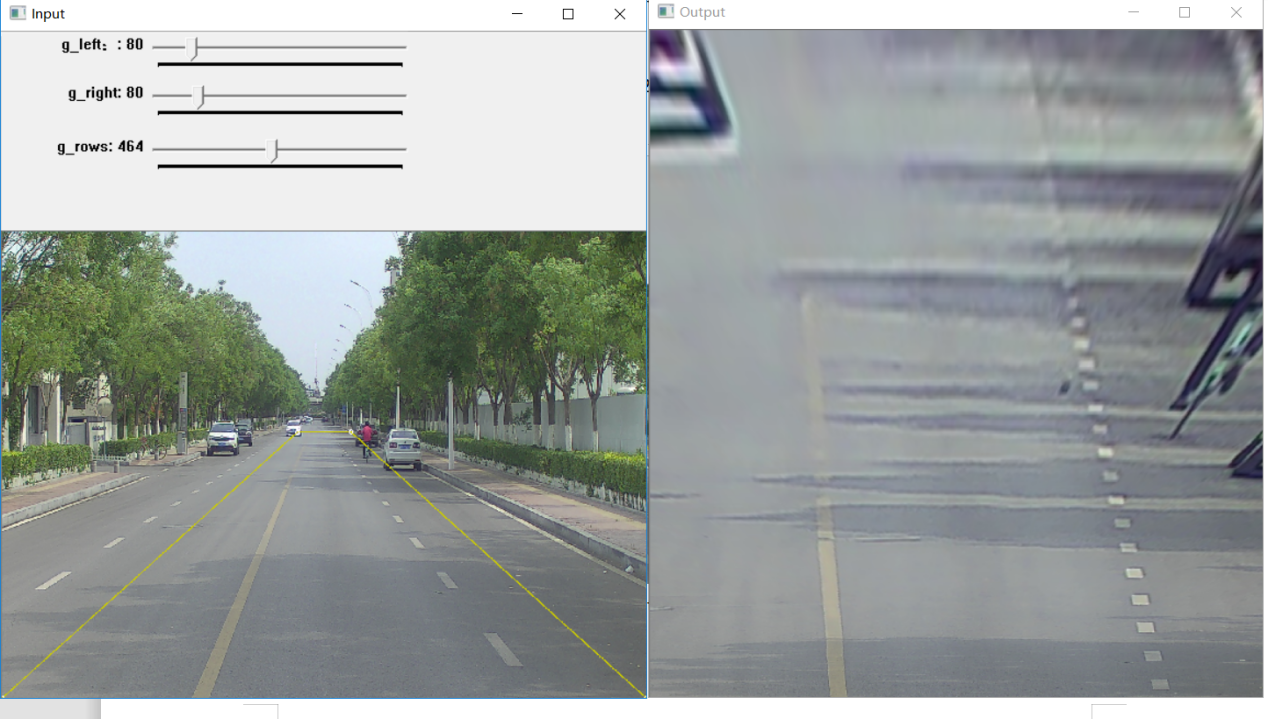 Input
g_left：: 80
g_right: 80
g_rows: 464
Output